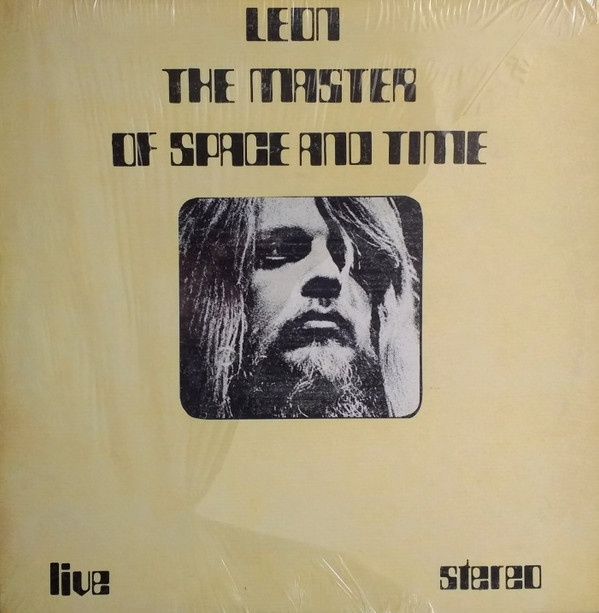 LEON
THE MASTER
OF SPACE AND TIME
live
stereo